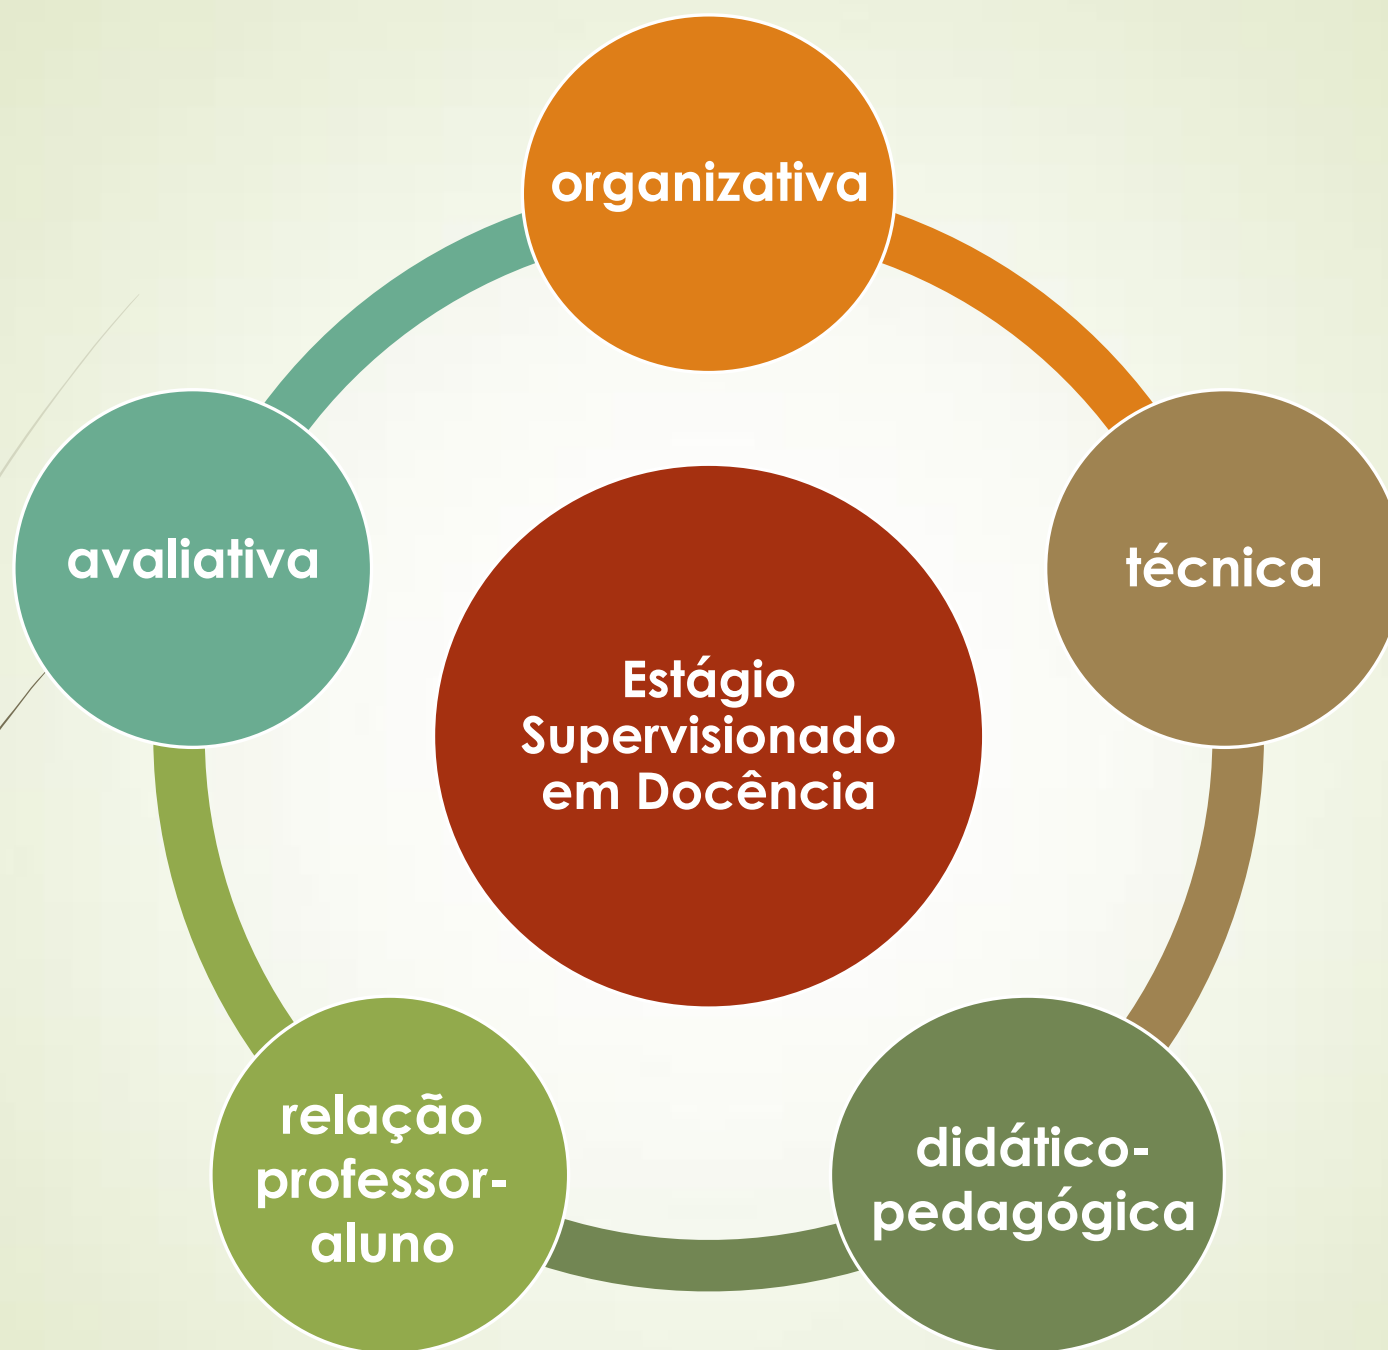 organizativa
avaliativa
técnica
Estágio
Supervisionado
em Docência
relação
professor-
aluno
didático-
pedagógica